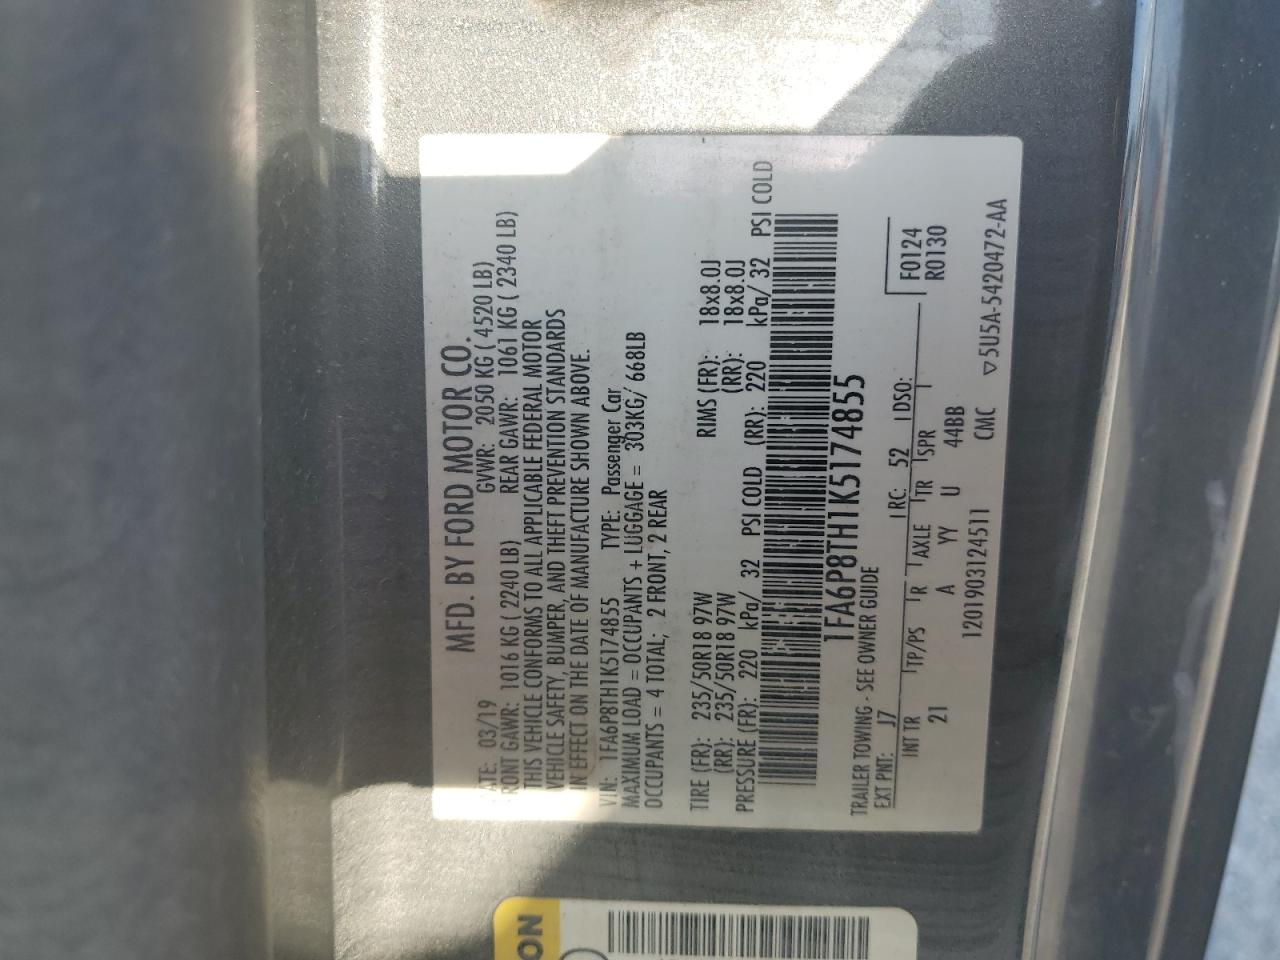 MFD. BY FORD MOTOR CO.
ATE: 03/19 GVWR: 2050 KG ( 4520 LB)
RONT GAWR: 1016 KG ( 2240 LB) REAR GAWR: 1061 KG ( 2340 LB)
THIS VEHICLE CONFORMS TO ALL APPLICABLE FEDERAL MOTOR
VEHICLE SAFETY, BUMPER, AND THEFT PREVENTION STANDARDS
IN EFFECT ON THE DATE OF MANUFACTURE SHOWN ABOVE.
VIN: 1FA6P8TH1K5174855 TYPE: Passenger Car
MAXIMUM LOAD = OCCUPANTS + LUGGAGE = 303KG/ 668LB
OCCUPANTS = 4 TOTAL; 2 FRONT, 2 REAR
TIRE (FR): 235/50R18 97W RIMS (FR): 18x8.0J
(RR): 235/50R18 97W (RR): 18x8.0J
PRESSURE (FR): 220 kPa/ 32 PSI COLD (RR): 220 kPa/ 32 PSI COLD
1FA6P8TH1K5174855
TRAILER TOWING - SEE OWNER GUIDE
EXT PNT: J7 RC: 52 DSO: F0124
INT TR TP/PS R AXLE TR SPR R0130
21 A YY U 44BB
1201903124511 CMC ▽5U5A-5420472-AA
ON